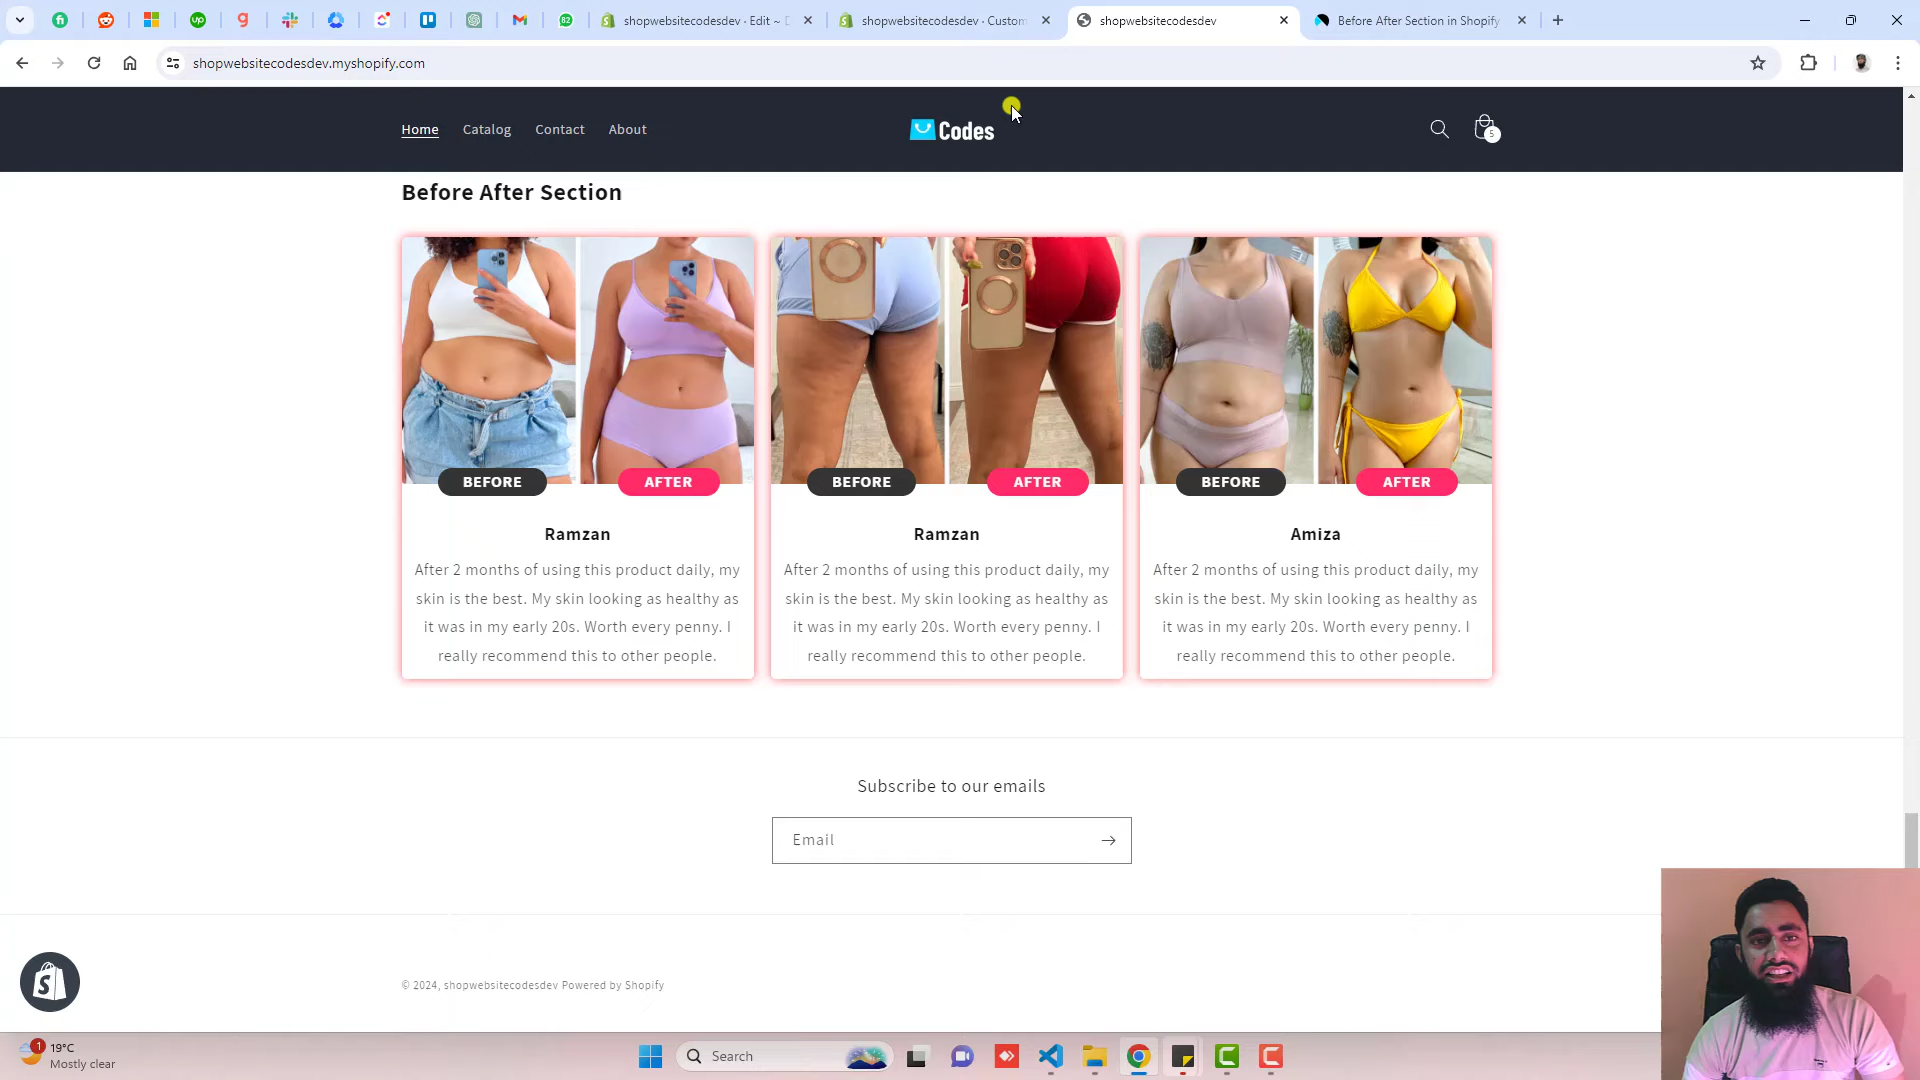 shopwebsitecodesdev · Edit ~ D
shopwebsitecodesdev · Custom
shopwebsitecodesdev
Before After Section in Shopify
shopwebsitecodesdev.myshopify.com
Home
Catalog
Contact
About
Codes
5
Before After Section
BEFORE
AFTER
BEFORE
AFTER
BEFORE
AFTER
Ramzan
After 2 months of using this product daily, my
skin is the best. My skin looking as healthy as
it was in my early 20s. Worth every penny. I
really recommend this to other people.
Ramzan
After 2 months of using this product daily, my
skin is the best. My skin looking as healthy as
it was in my early 20s. Worth every penny. I
really recommend this to other people.
Amiza
After 2 months of using this product daily, my
skin is the best. My skin looking as healthy as
it was in my early 20s. Worth every penny. I
really recommend this to other people.
Subscribe to our emails
Email
© 2024, shopwebsitecodesdev Powered by Shopify
1
19°C
Mostly clear
Search